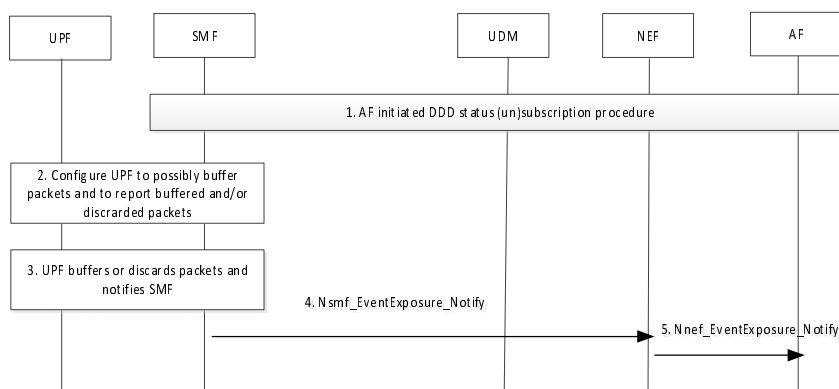 UPF
SMF
UDM
NEF
AF
1. AF initiated DDD status (un)subscription procedure
2. Configure UPF to possibly buffer
packets and to report buffered and/or
discrarded packets
3. UPF buffers or discards packets and
notifies SMF
4. Nsmf_EventExposure_Notify
5. Nnef_EventExposure_Notify